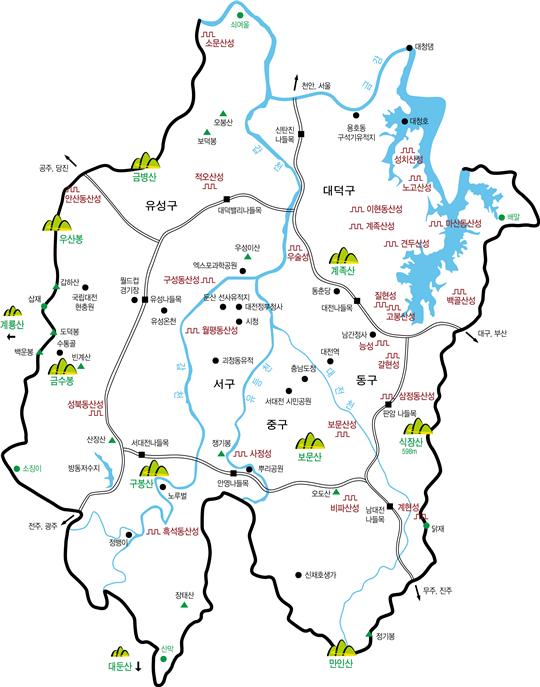 쇠여울
소문산성
대청댐
금강
천안, 서울
오봉산
보덕봉
신탄진
나들목
용호동
구석기유적지
대청호
갑천
공주, 당진
금병산
적오산성
성치산성
노고산성
안산동산성
유성구
대덕밸리나들목
대덕구
이현동산성
계족산성
마산동산성
배말
우산봉
우성이산
우술성
견두산성
엑스포과학공원
계족산
갑하산
국립대전
현충원
월드컵
경기장
구성동산성
동춘당
질현성
백골산성
삽재
유성나들목
둔산 선사유적지
대전정부청사
대전나들목
고봉산성
계룡산
유성온천
시청
월평동산성
도덕봉
수통골
남간정사
능성
대구, 부산
백운봉
빈계산
갈현성
금수봉
괴정동유적
대전역
갑천
유등천
대전천
서구
충남도청
동구
서대전 시민공원
삼정동산성
성북동산성
판암 나들목
중구
보문산성
식장산
598m
산장산
서대전나들목
쟁기봉
사정성
보문산
소징이
방동저수지
구봉산
뿌리공원
안영나들목
노루벌
오도산
비파산성
남대전
나들목
계현성
전주, 광주
정뱅이
흑석동산성
닭재
신채호생가
무주, 진주
장태산
정기봉
대둔산
산막
만인산